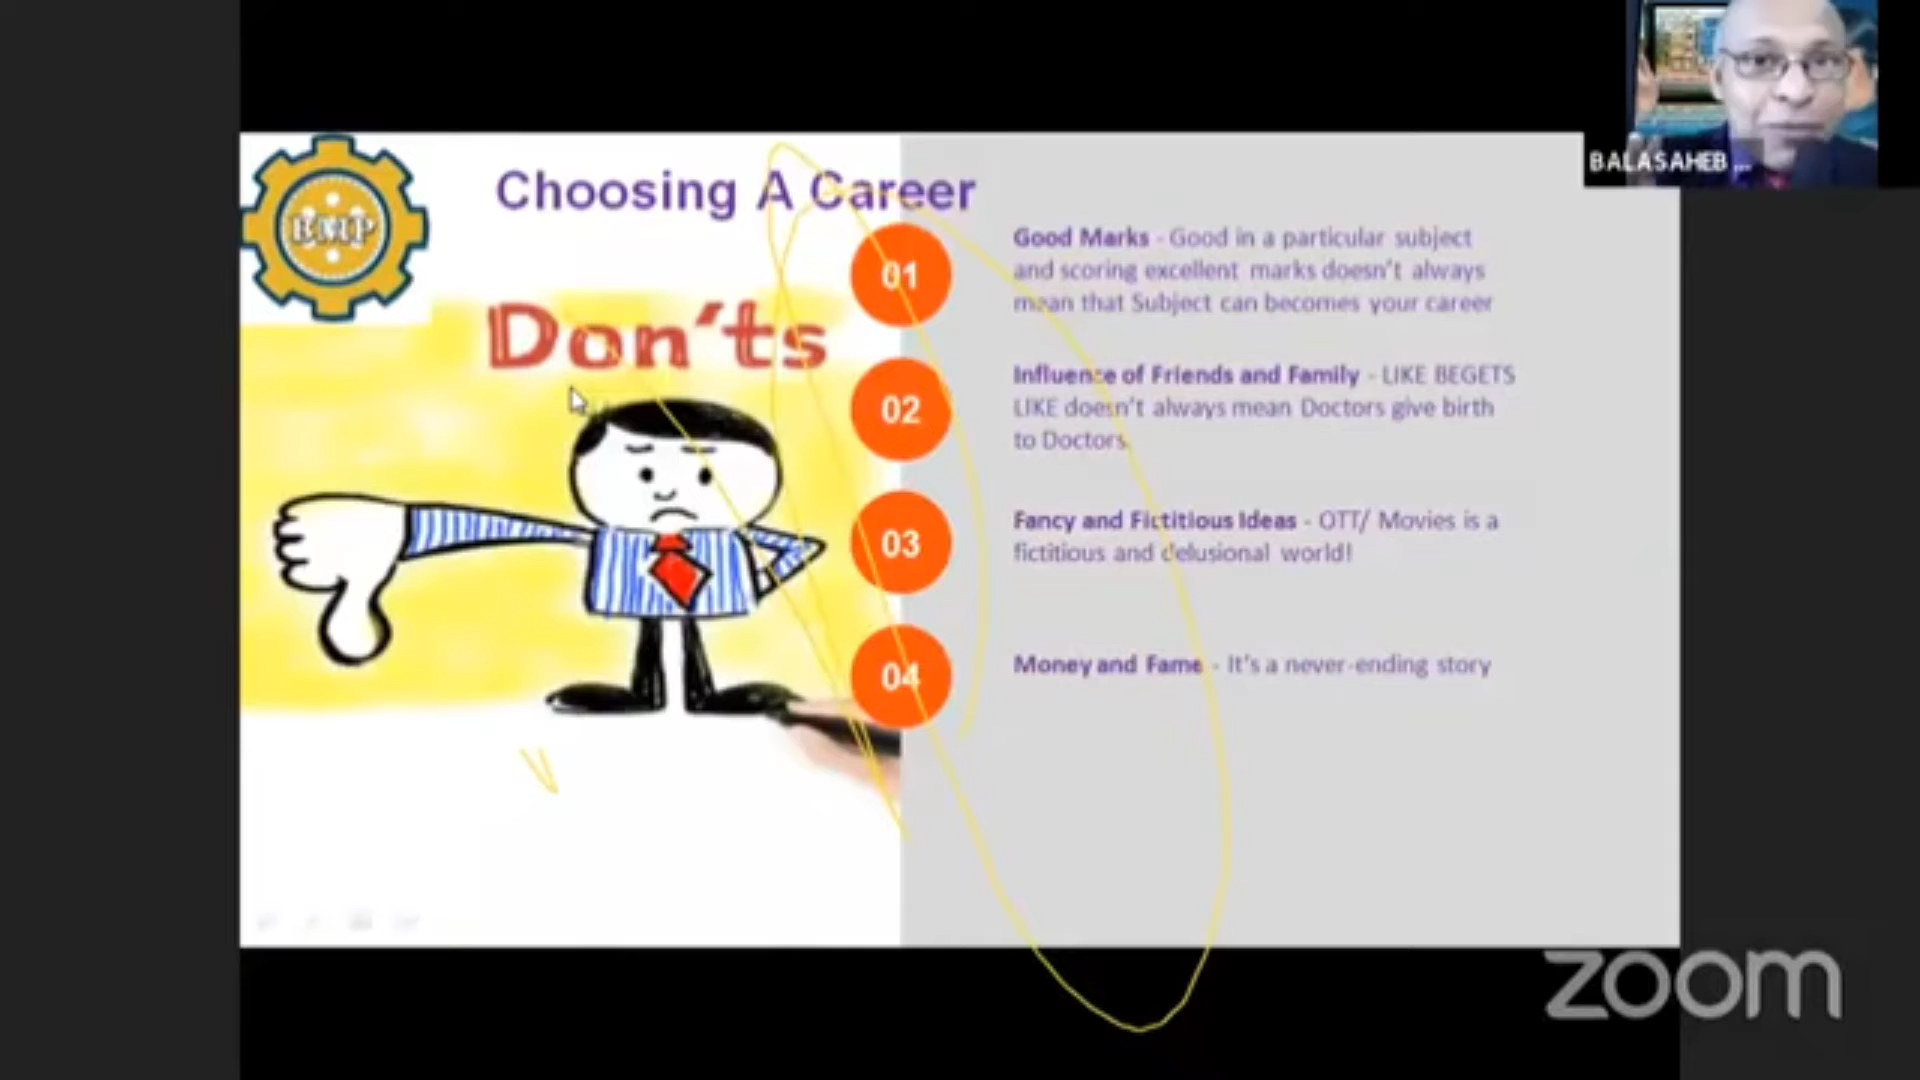 BALASAHEB ...
BMP
Choosing A Career
Don'ts
01
Good Marks - Good in a particular subject
and scoring excellent marks doesn't always
mean that Subject can becomes your career
02
Influence of Friends and Family - LIKE BEGETS
LIKE doesn't always mean Doctors give birth
to Doctors
03
Fancy and Fictitious Ideas - OTT/ Movies is a
fictitious and delusional world!
04
Money and Fame - It's a never-ending story
zoom